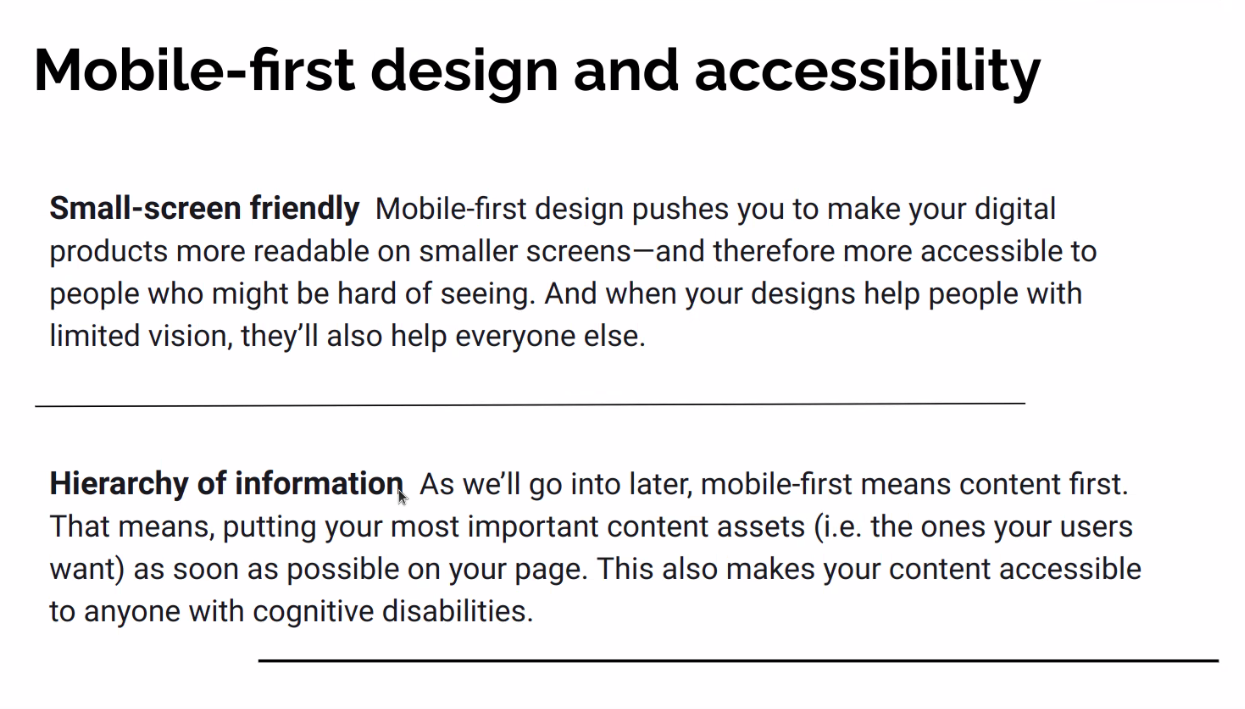 Mobile-first design and accessibility
Small-screen friendly  Mobile-first design pushes you to make your digital
products more readable on smaller screens—and therefore more accessible to
people who might be hard of seeing. And when your designs help people with
limited vision, they’ll also help everyone else.
Hierarchy of information  As we’ll go into later, mobile-first means content first.
That means, putting your most important content assets (i.e. the ones your users
want) as soon as possible on your page. This also makes your content accessible
to anyone with cognitive disabilities.